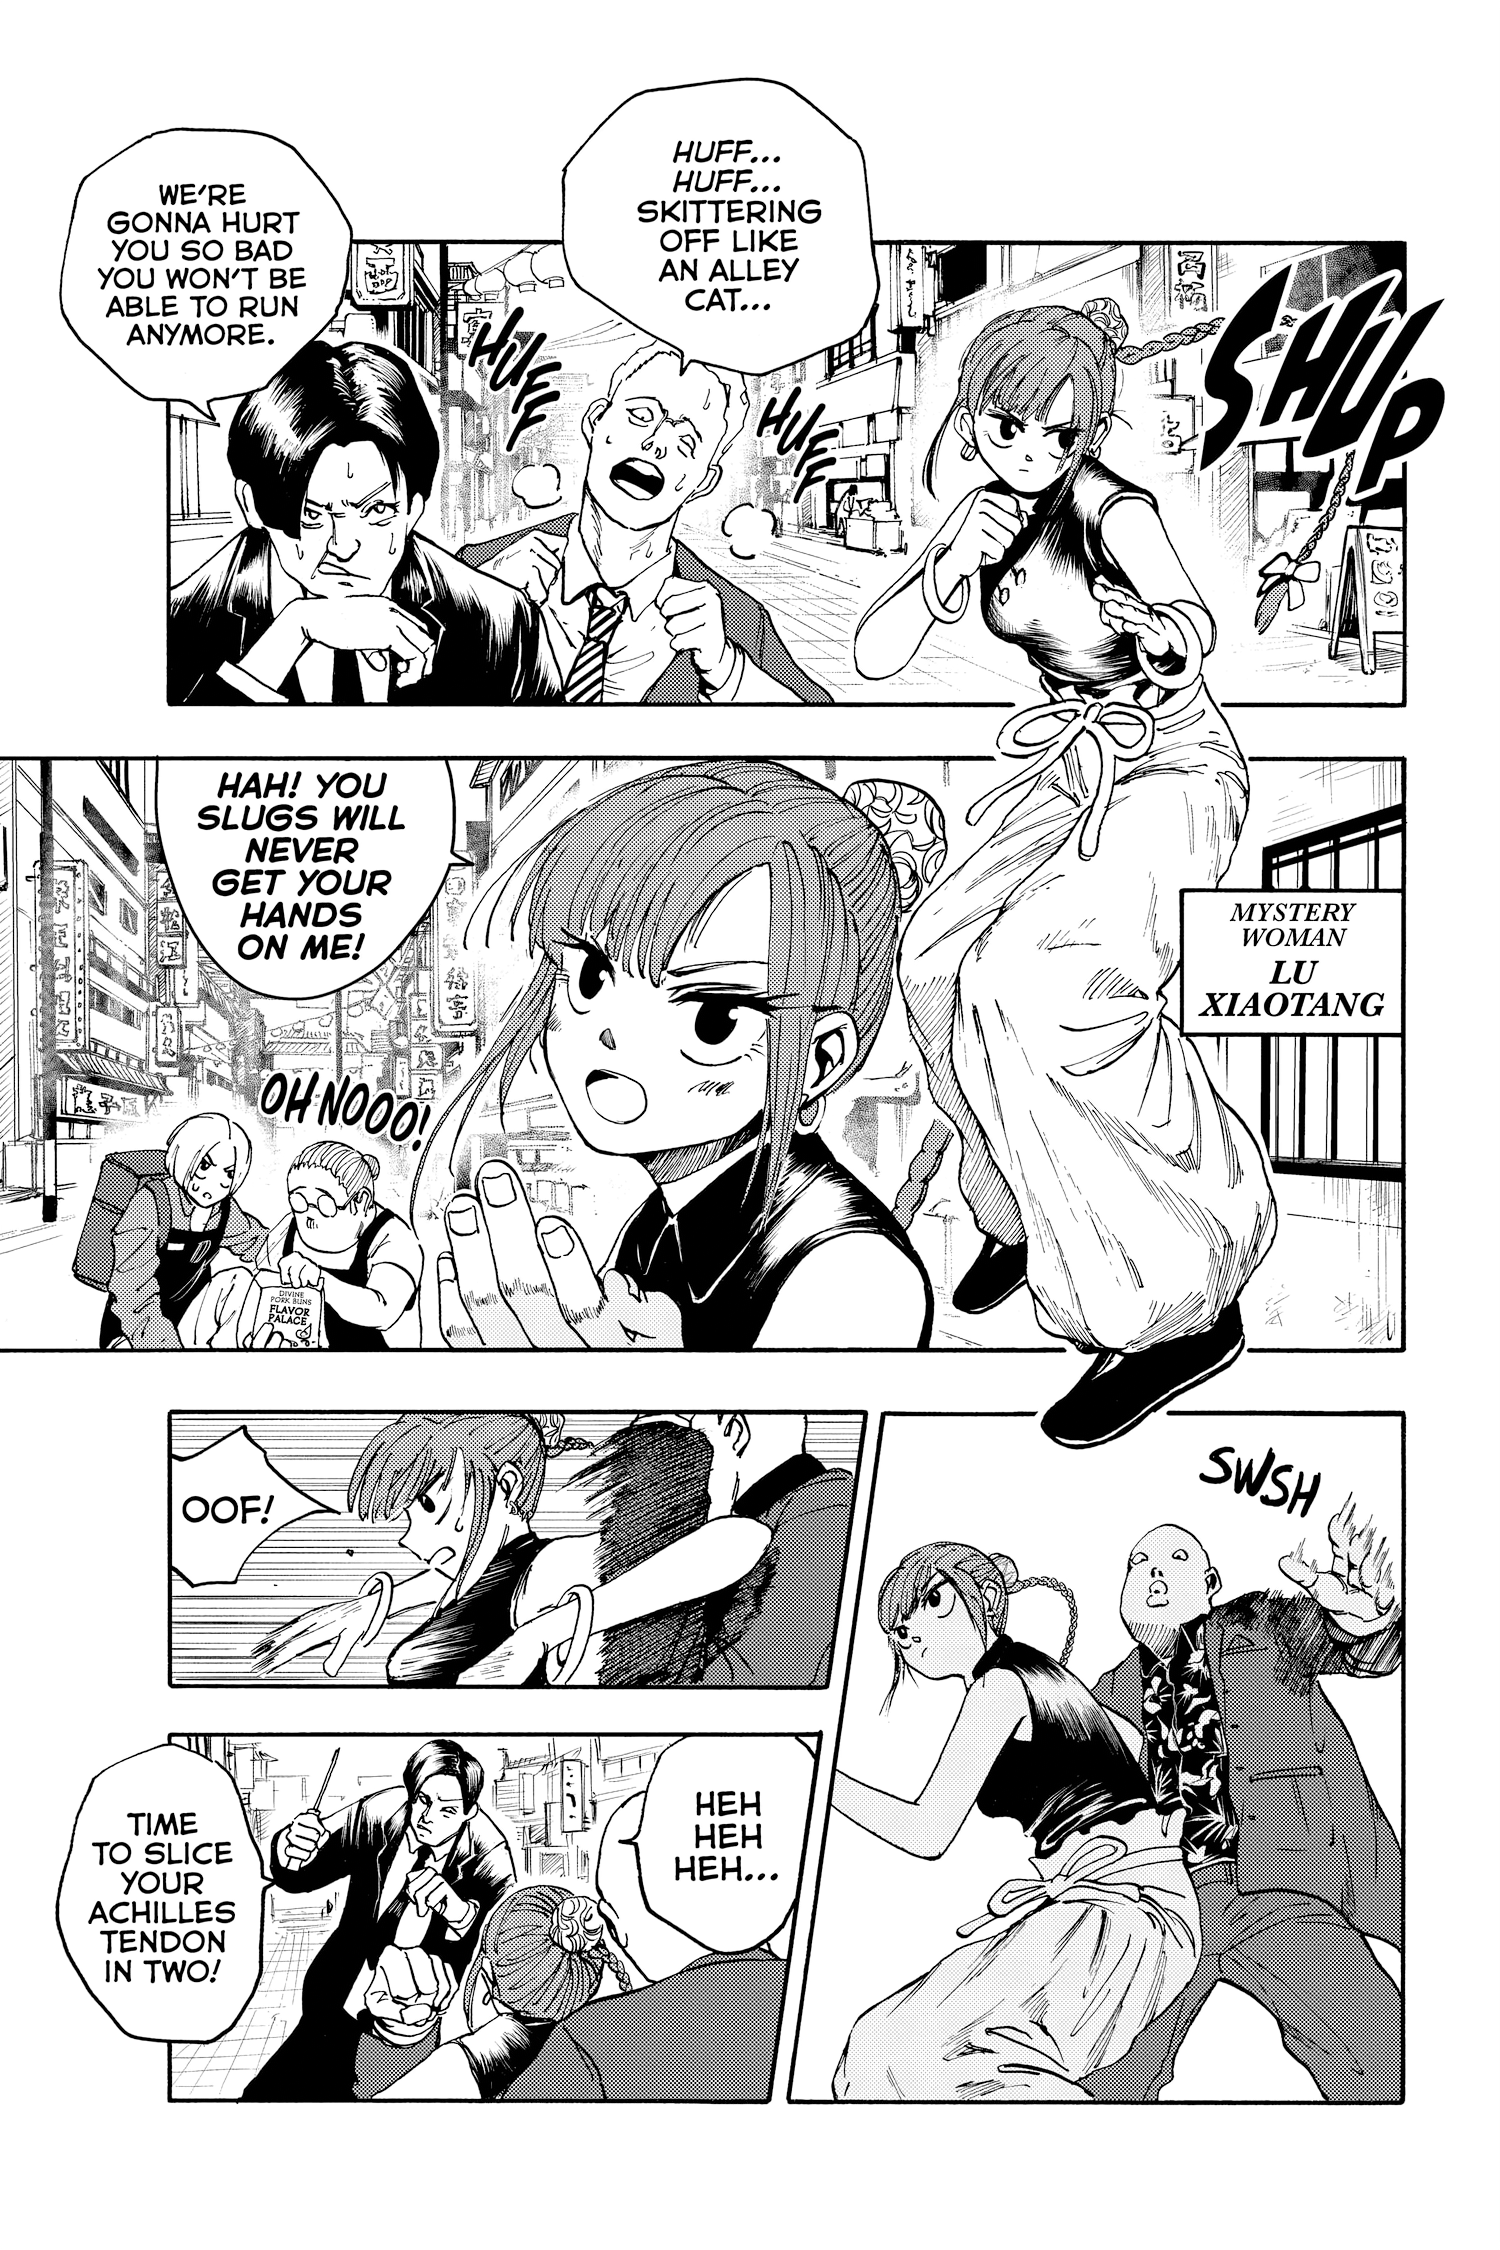 SHUP
HUFF...
HUFF...
SKITTERING
OFF LIKE
AN ALLEY
CAT...
HUFF
HUFF
WE'RE
GONNA HURT
YOU SO BAD
YOU WON'T BE
ABLE TO RUN
ANYMORE.
MYSTERY
WOMAN
LU
XIAOTANG
HAH! YOU
SLUGS WILL
NEVER
GET YOUR
HANDS
ON ME!
OH NOOO!
DIVINE
PORK BUNS
FLAVOR
PALACE
SWSH
OOF!
HEH
HEH
HEH...
TIME
TO SLICE
YOUR
ACHILLES
TENDON
IN TWO!